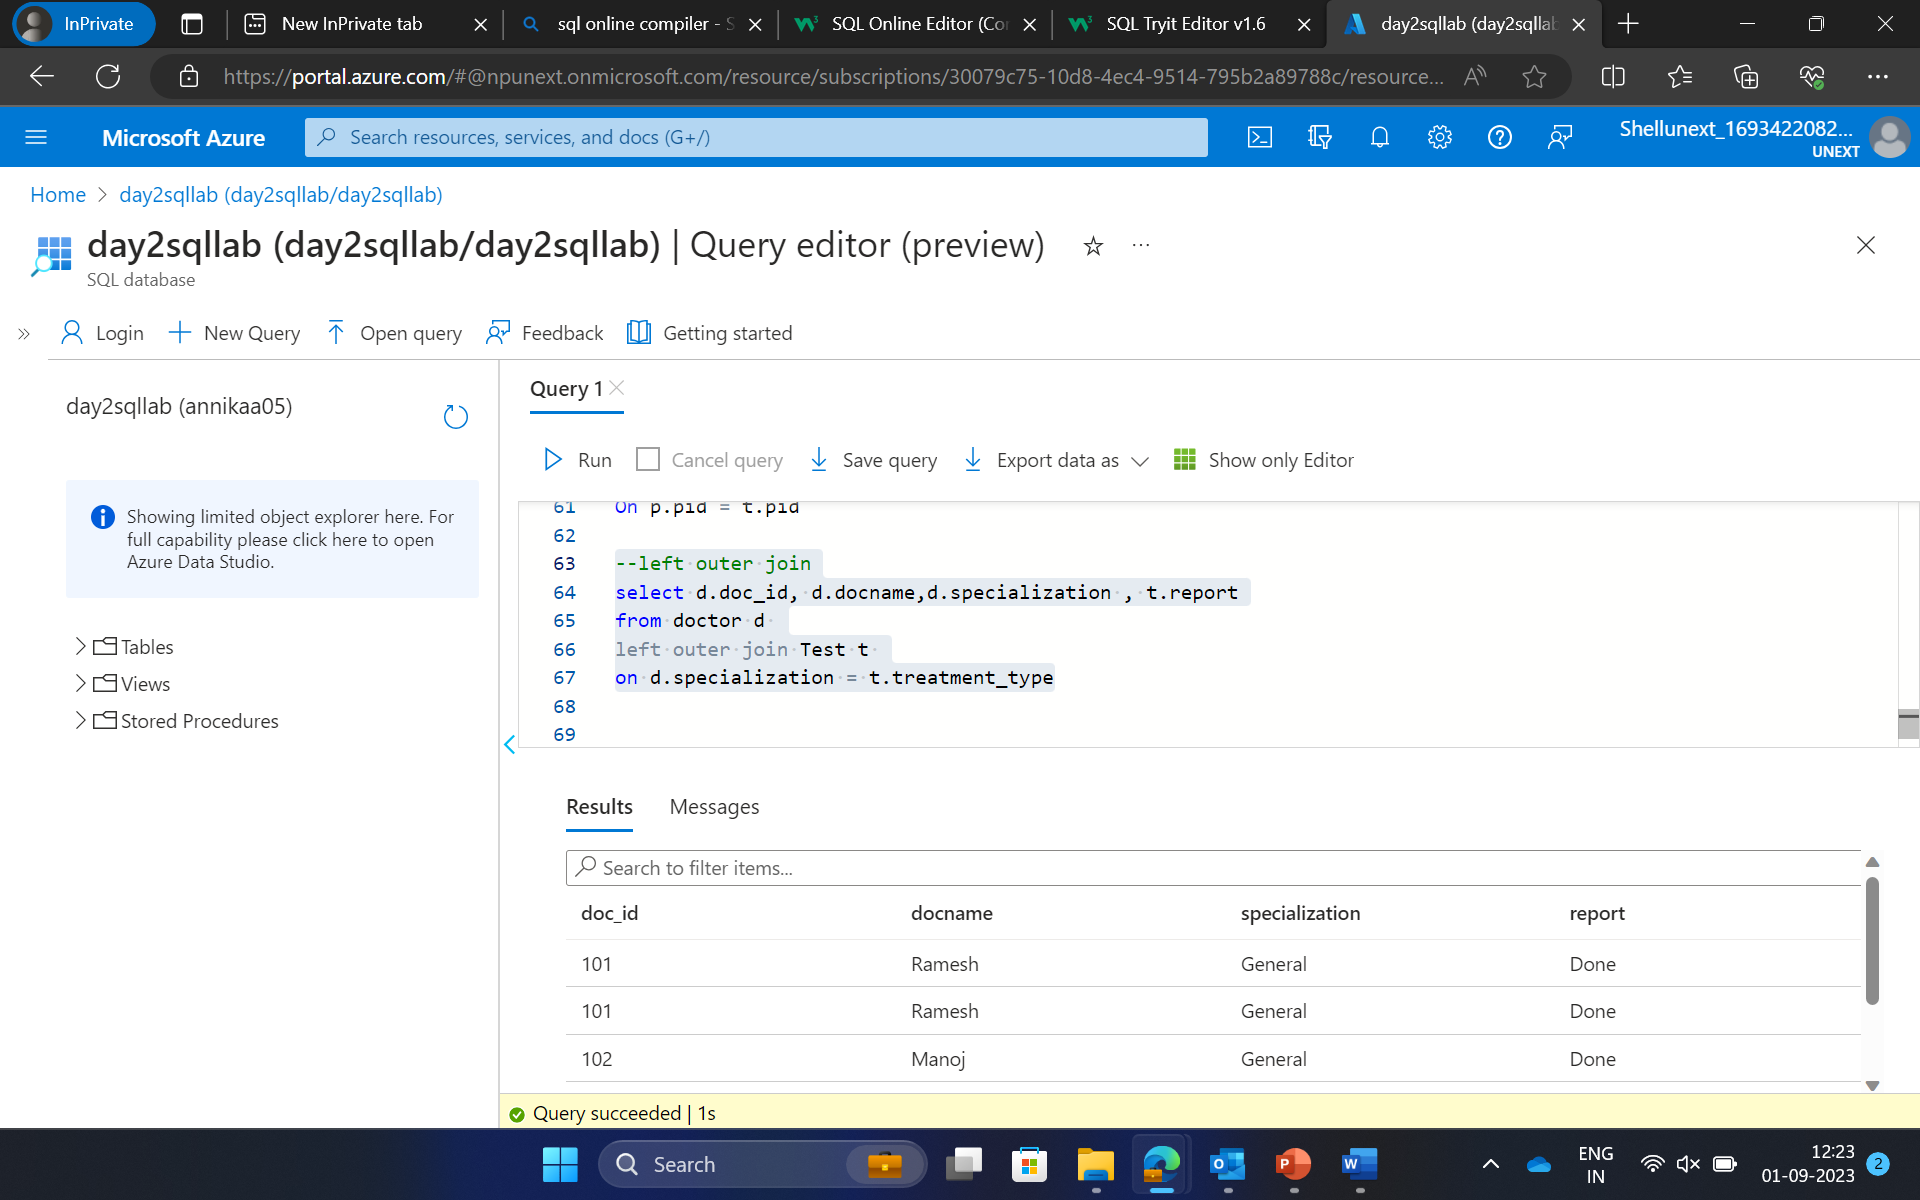 InPrivate
New InPrivate tab
sql online compiler - S
SQL Online Editor (Co
SQL Tryit Editor v1.6
day2sqllab (day2sqllab
https://portal.azure.com/#@npunext.onmicrosoft.com/resource/subscriptions/30079c75-10d8-4ec4-9514-795b2a89788c/resource...
Microsoft Azure
Search resources, services, and docs (G+/)
Shellunext_1693422082...
UNEXT
Home > day2sqllab (day2sqllab/day2sqllab)
day2sqllab (day2sqllab/day2sqllab) | Query editor (preview)
SQL database
Login
New Query
Open query
Feedback
Getting started
day2sqllab (annikaa05)
Showing limited object explorer here. For
full capability please click here to open
Azure Data Studio.
Tables
Views
Stored Procedures
Query 1
Run
Cancel query
Save query
Export data as
Show only Editor
61 On p.pid = t.pid
62
63 --left outer join
64 select d.doc_id, d.docname,d.specialization , t.report
65 from doctor d
66 left outer join Test t
67 on d.specialization = t.treatment_type
68
69
Results
Messages
Search to filter items...
doc_id docname specialization report
101 Ramesh General Done
101 Ramesh General Done
102 Manoj General Done
Query succeeded | 1s
Search
ENG
IN
12:23
01-09-2023
2